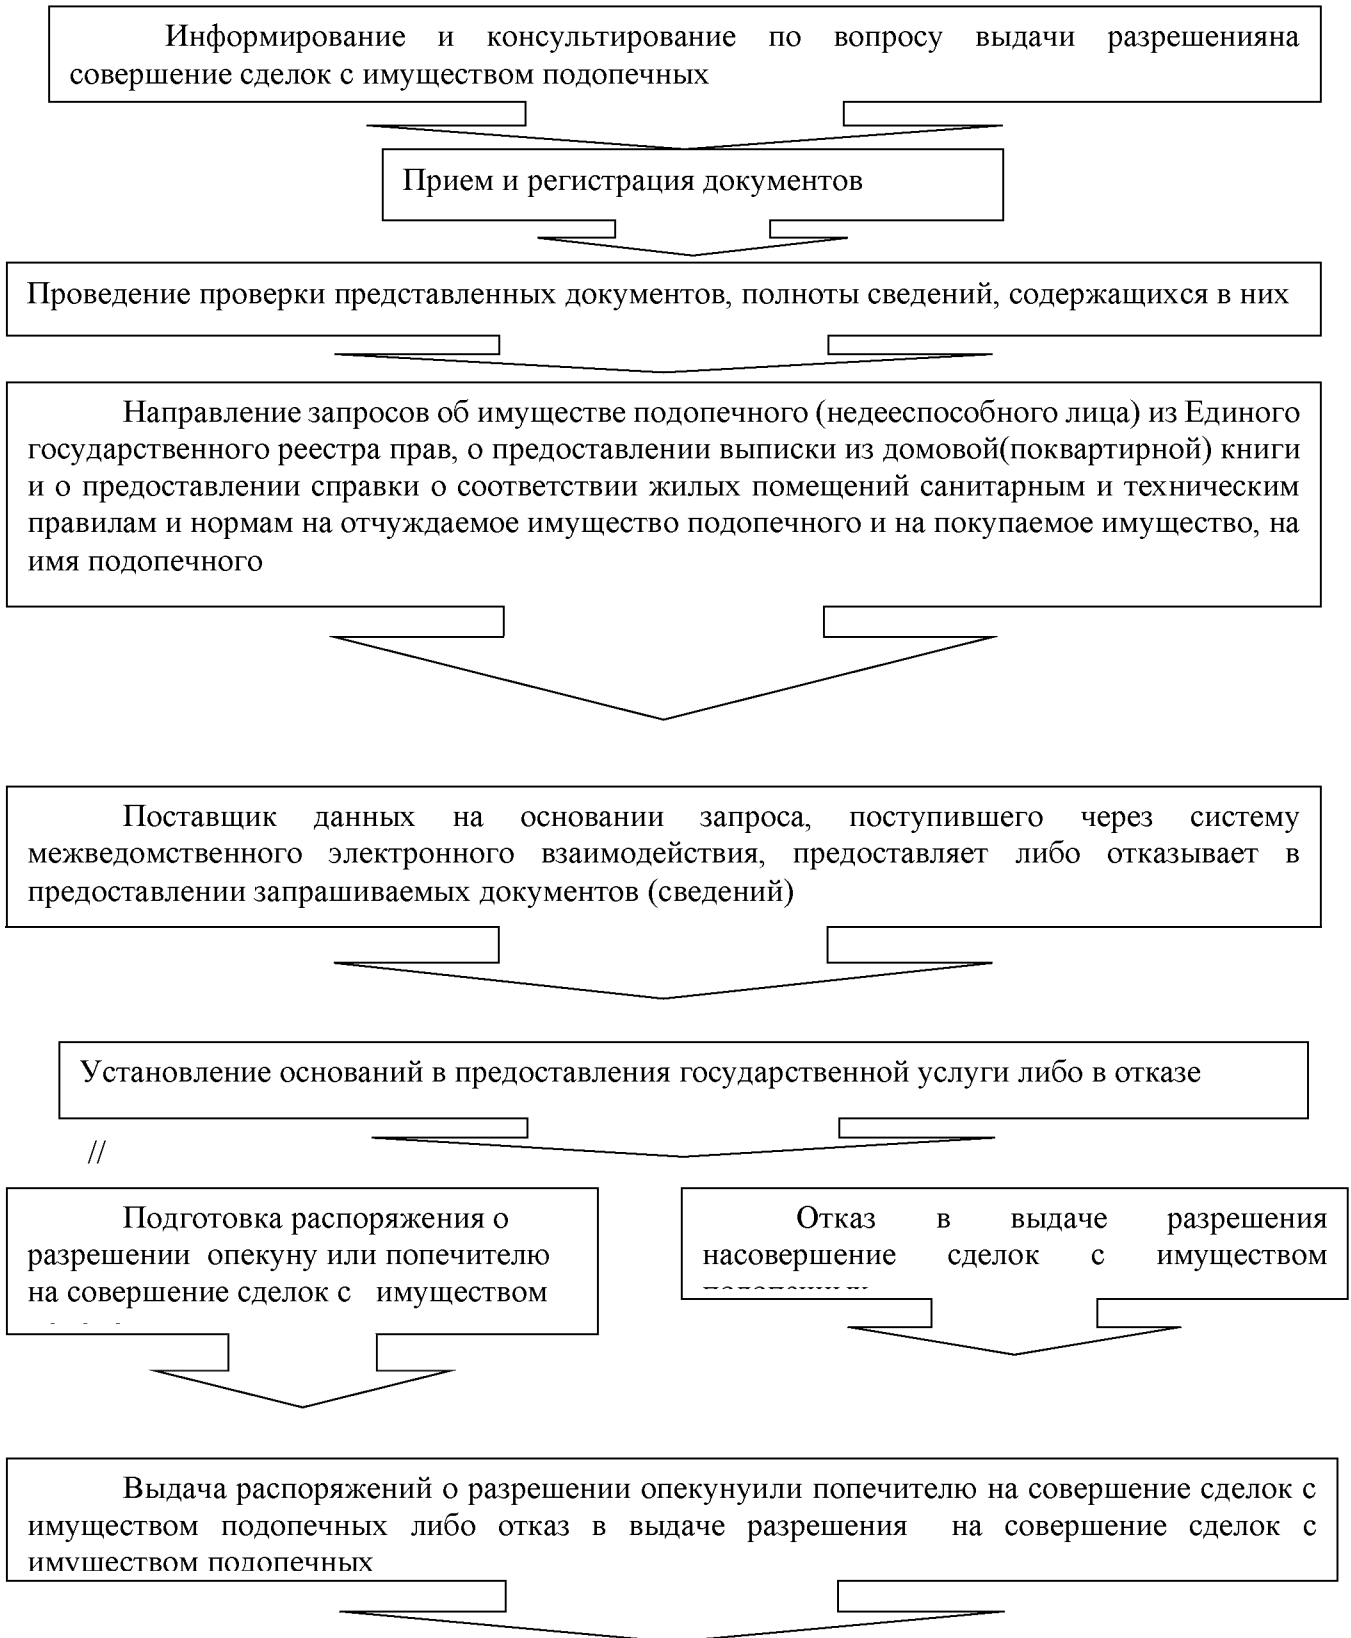 Информирование и консультирование по вопросу выдачи разрешенияна
совершение сделок с имуществом подопечных
Прием и регистрация документов
Проведение проверки представленных документов, полноты сведений, содержащихся в них
Направление запросов об имуществе подопечного (недееспособного лица) из Единого
государственного реестра прав, о предоставлении выписки из домовой(поквартирной) книги
и о предоставлении справки о соответствии жилых помещений санитарным и техническим
правилам и нормам на отчуждаемое имущество подопечного и на покупаемое имущество, на
имя подопечного
Поставщик данных на основании запроса, поступившего через систему
межведомственного электронного взаимодействия, предоставляет либо отказывает в
предоставлении запрашиваемых документов (сведений)
Установление оснований в предоставления государственной услуги либо в отказе
//
Подготовка распоряжения о
разрешении опекуну или попечителю
на совершение сделок с имуществом
Отказ в выдаче разрешения
насовершение сделок с имуществом
Выдача распоряжений о разрешении опекунуили попечителю на совершение сделок с
имуществом подопечных либо отказ в выдаче разрешения на совершение сделок с
имуществом подопечных